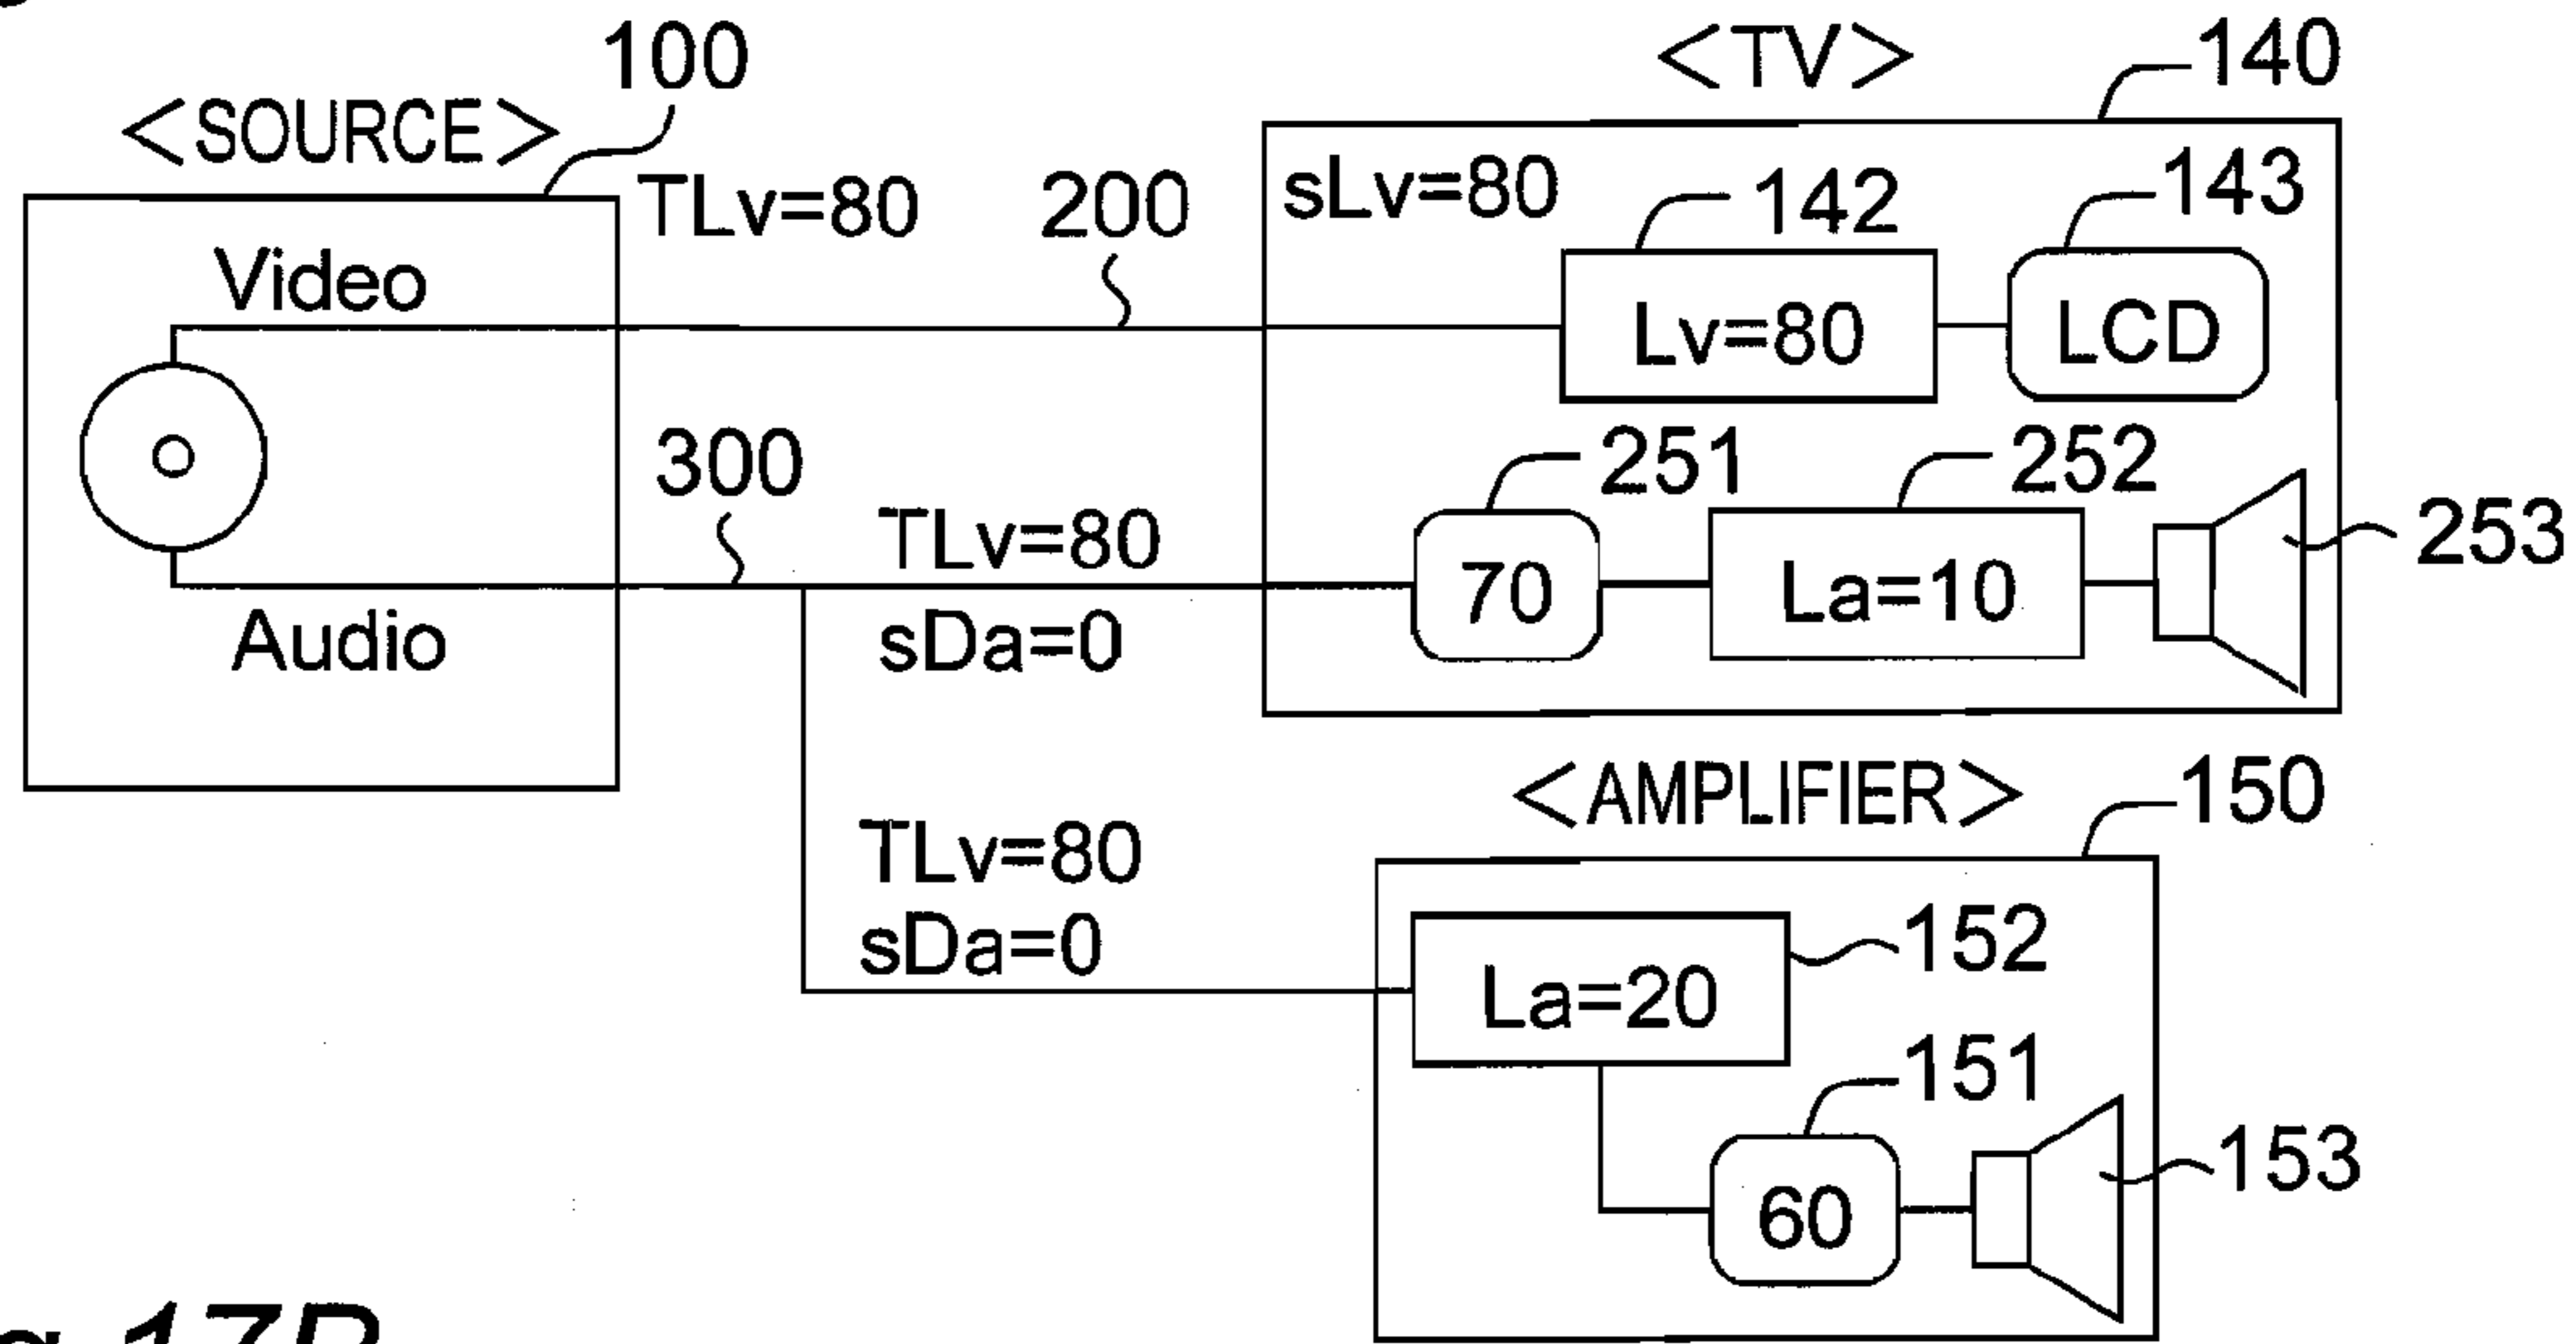 100
<SOURCE>
TLv=80
200
Video
Audio
300
TLv=80
sDa=0
TLv=80
sDa=0
<TV>
140
sLv=80
142
143
Lv=80
LCD
251
252
253
70
La=10
<AMPLIFIER>
150
La=20
152
151
60
153
17B